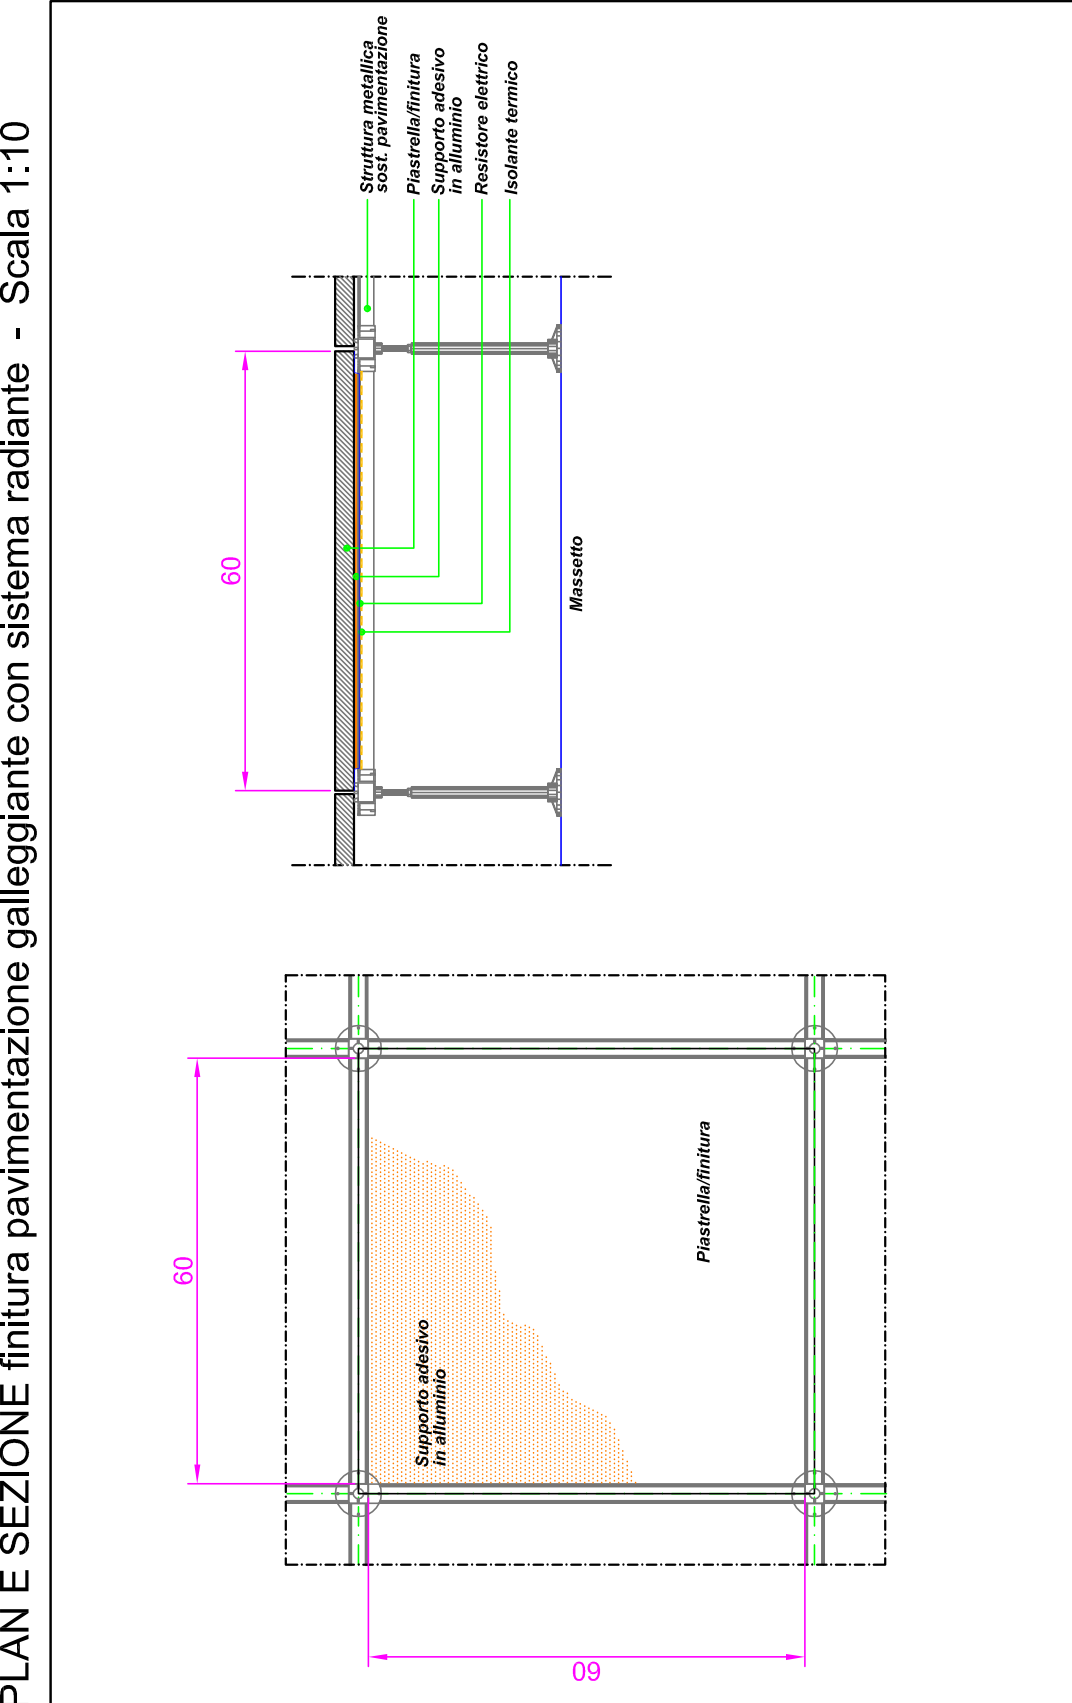 PLAN E SEZIONE finitura pavimentazione galleggiante con sistema radiante - Scala 1:10
60
Supporto adesivo
in alluminio
Piastrella/finitura
60
60
Massetto
Struttura metallica
sost. pavimentazione
Piastrella/finitura
Supporto adesivo
in alluminio
Resistore elettrico
Isolante termico